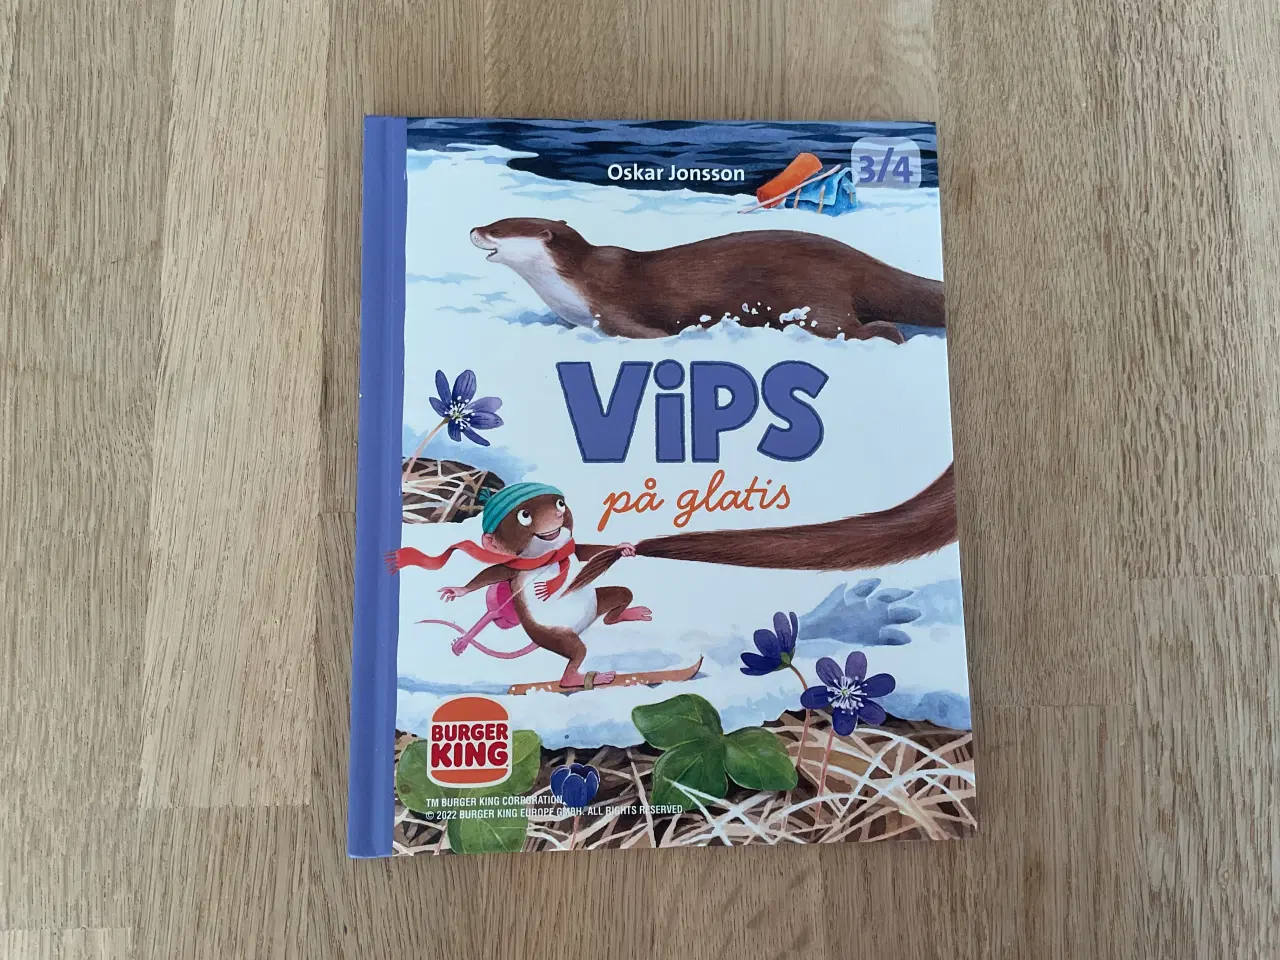 Oskar Jonsson
3/4
ViPS
på glatis
BURGER
KING
TM BURGER KING CORPORATION,
© 2022 BURGER KING EUROPE GMBH. ALL RIGHTS RESERVED